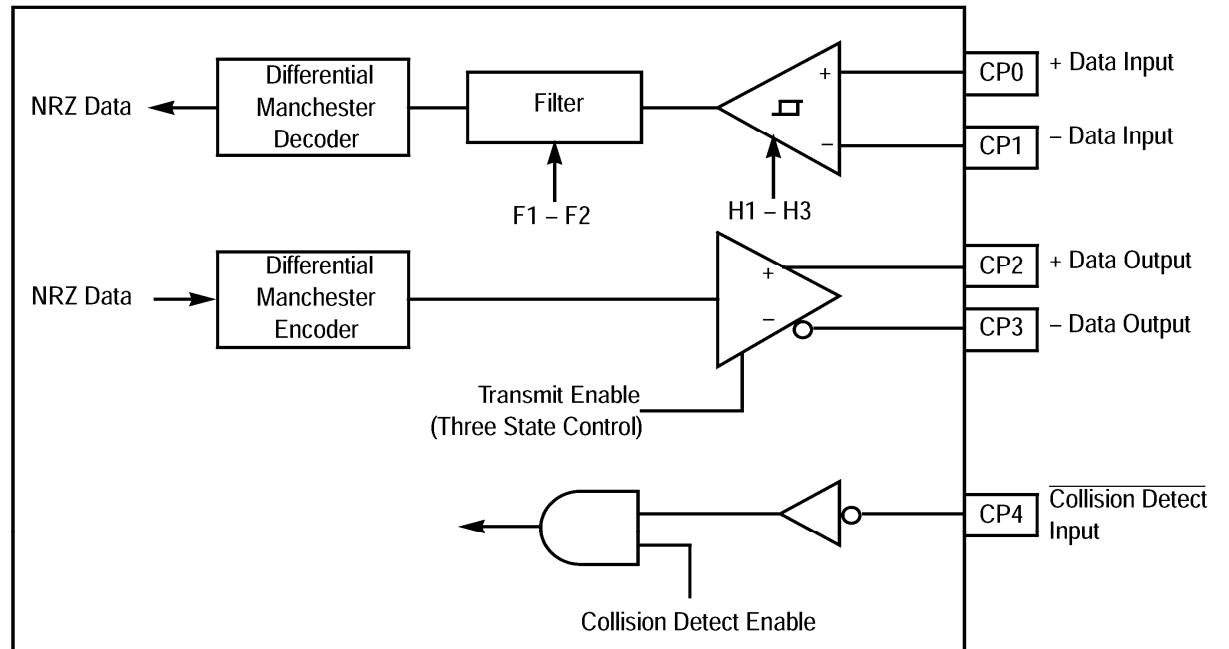 Differential
Manchester
Decoder
NRZ Data
Filter
+
–
CP0
+ Data Input
CP1
– Data Input
F1 – F2
H1 – H3
Differential
Manchester
Encoder
NRZ Data
+
–
CP2
+ Data Output
CP3
– Data Output
Transmit Enable
(Three State Control)
CP4
Collision Detect
Input
Collision Detect Enable